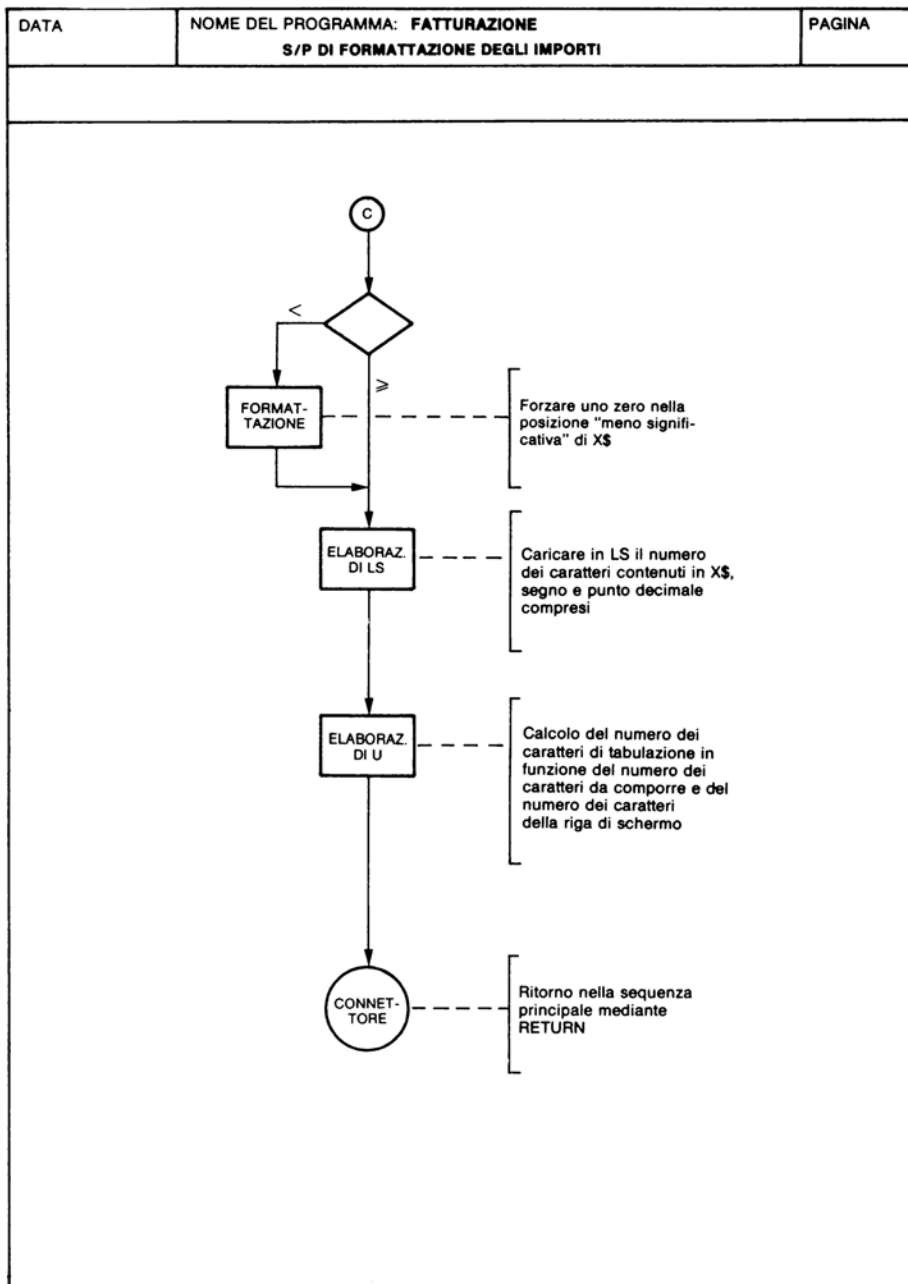 DATA
NOME DEL PROGRAMMA: FATTURAZIONE
S/P DI FORMATTAZIONE DEGLI IMPORTI
PAGINA
C
<
≥
FORMAT-
TAZIONE
Forzare uno zero nella
posizione "meno signifi-
cativa" di X$
ELABORAZ.
DI LS
Caricare in LS il numero
dei caratteri contenuti in X$,
segno e punto decimale
compresi
ELABORAZ.
DI U
Calcolo del numero dei
caratteri di tabulazione in
funzione del numero dei
caratteri da comporre e del
numero dei caratteri
della riga di schermo
CONNET-
TORE
Ritorno nella sequenza
principale mediante
RETURN